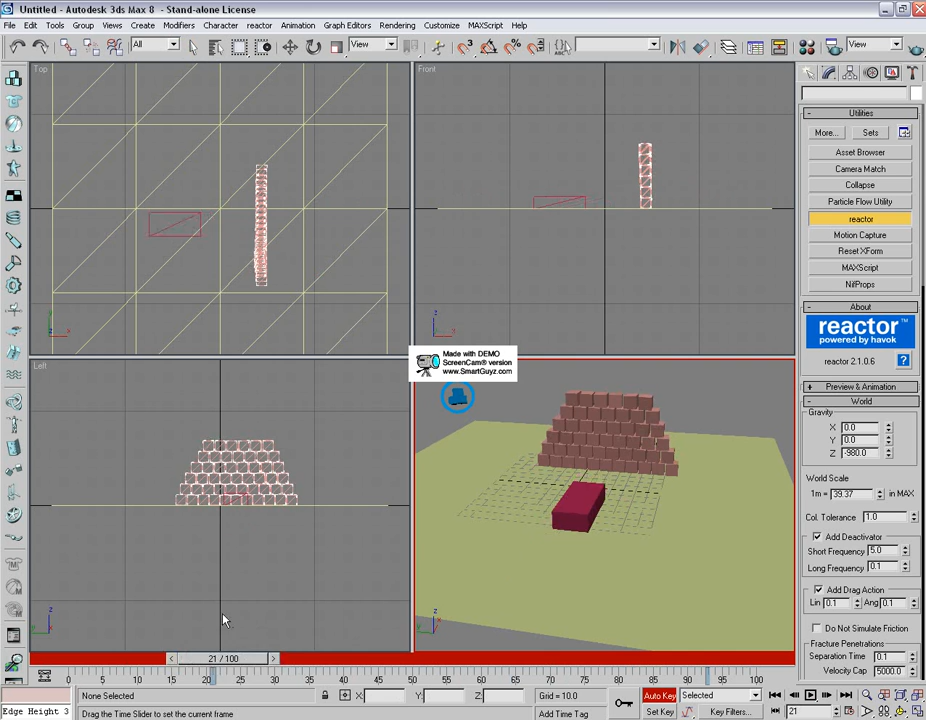 Untitled - Autodesk 3ds Max 8 - Stand-alone License
File Edit Tools Group Views Create Modifiers Character reactor Animation Graph Editors Rendering Customize MAXScript Help
All
View
View
Top
Front
Left
Made with DEMO
ScreenCam® version
www.SmartGuyz.com
Utilities
More... Sets
Asset Browser
Camera Match
Collapse
Particle Flow Utility
reactor
Motion Capture
Reset XForm
MAXScript
NifProps
About
reactor™
powered by havok
reactor 2.1.0.6 ?
Preview & Animation
World
Gravity
X 0.0
Y 0.0
Z -980.0
World Scale
1m = 39.37 in MAX
Col. Tolerance 1.0
Add Deactivator
Short Frequency 5.0
Long Frequency 0.1
Add Drag Action
Lin 0.1 Ang 0.1
Do Not Simulate Friction
Fracture Penetrations
Separation Time 0.1
Velocity Cap 5000.0
< 21 / 100 >
0 5 10 15 20 25 30 35 40 45 50 55 60 65 70 75 80 85 90 95 100
None Selected X: Y: Z: Grid = 10.0 Auto Key Selected
Edge Height 3 Drag the Time Slider to set the current frame Add Time Tag Set Key Key Filters... 21